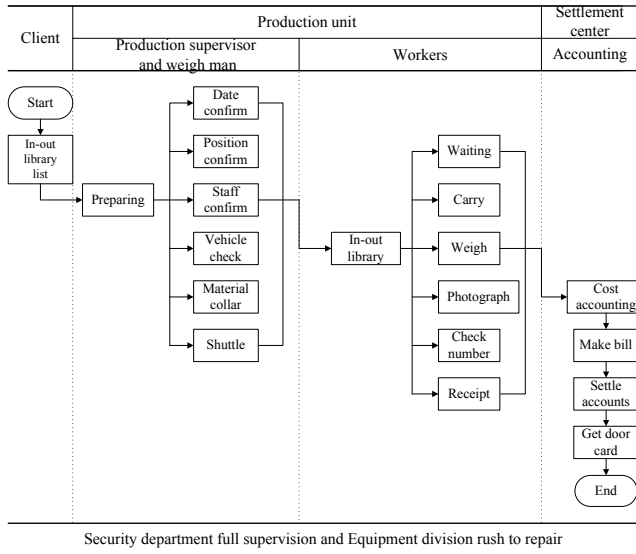 Client
Production unit
Settlement
center
Production supervisor
and weigh man
Workers
Accounting
Start
In-out
library
list
Preparing
Date
confirm
Position
confirm
Staff
confirm
Vehicle
check
Material
collar
Shuttle
In-out
library
Waiting
Carry
Weigh
Photograph
Check
number
Receipt
Cost
accounting
Make bill
Settle
accounts
Get door
card
End
Security department full supervision and Equipment division rush to repair